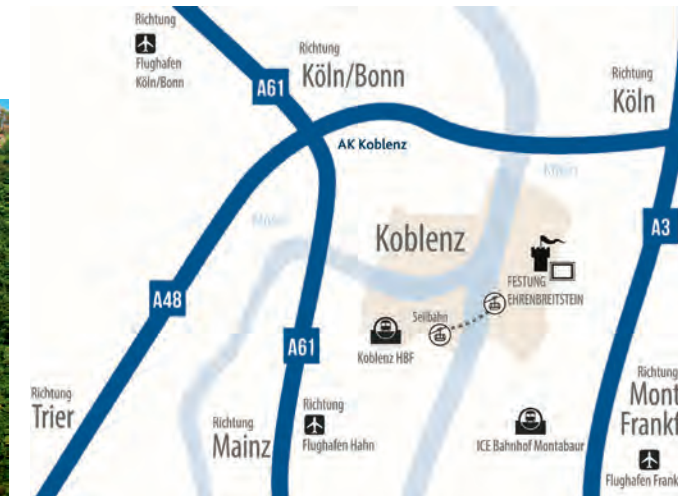 Richtung
Flughafen
Köln/Bonn
A61
Richtung
Köln/Bonn
Richtung
Köln
AK Koblenz
Rhein
Mosel
A3
Koblenz
FESTUNG
EHRENBREITSTEIN
A48
Seilbahn
Koblenz HBF
A61
Richtung
Trier
Richtung
Mainz
Richtung
Flughafen Hahn
ICE Bahnhof Montabaur
Richtung
Mont
Frankf
Flughafen Frank